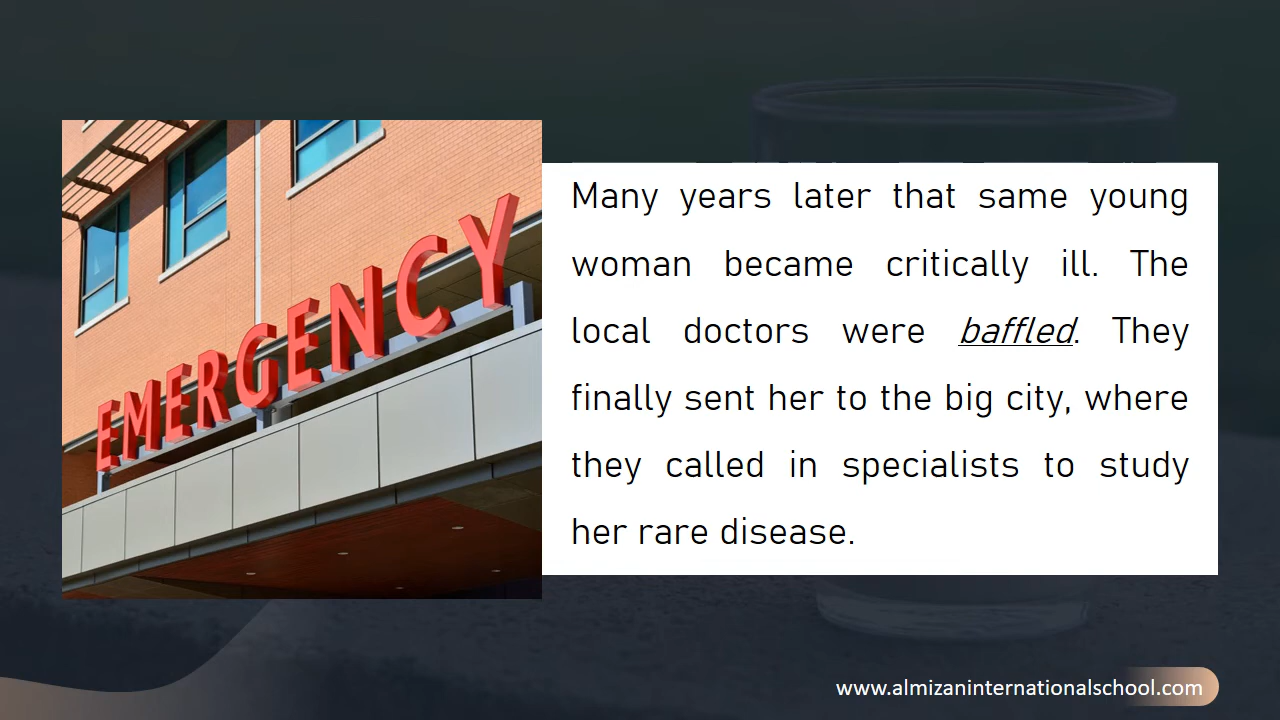 EMERGENCY
Many years later that same young
woman became critically ill. The
local doctors were baffled. They
finally sent her to the big city, where
they called in specialists to study
her rare disease.
www.almizaninternationalschool.com